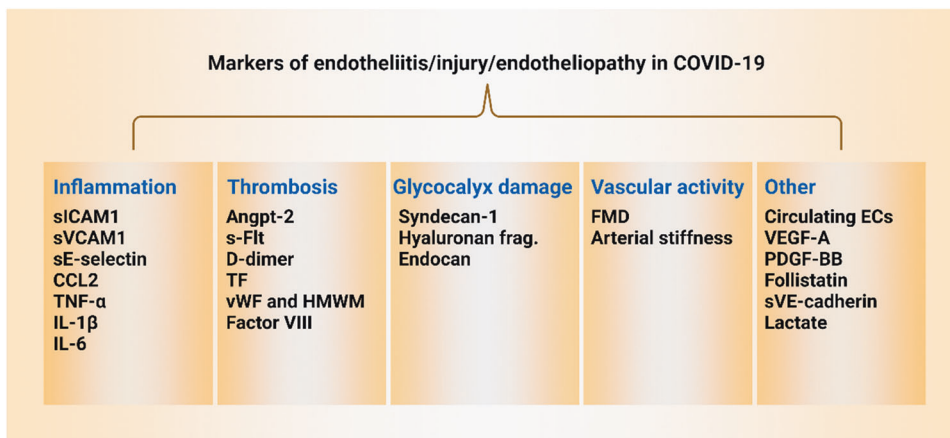 Markers of endotheliitis/injury/endotheliopathy in COVID-19
Inflammation
sICAM1
sVCAM1
sE-selectin
CCL2
TNF-α
IL-1β
IL-6
Thrombosis
Angpt-2
s-Flt
D-dimer
TF
vWF and HMWM
Factor VIII
Glycocalyx damage
Syndecan-1
Hyaluronan frag.
Endocan
Vascular activity
FMD
Arterial stiffness
Other
Circulating ECs
VEGF-A
PDGF-BB
Follistatin
sVE-cadherin
Lactate